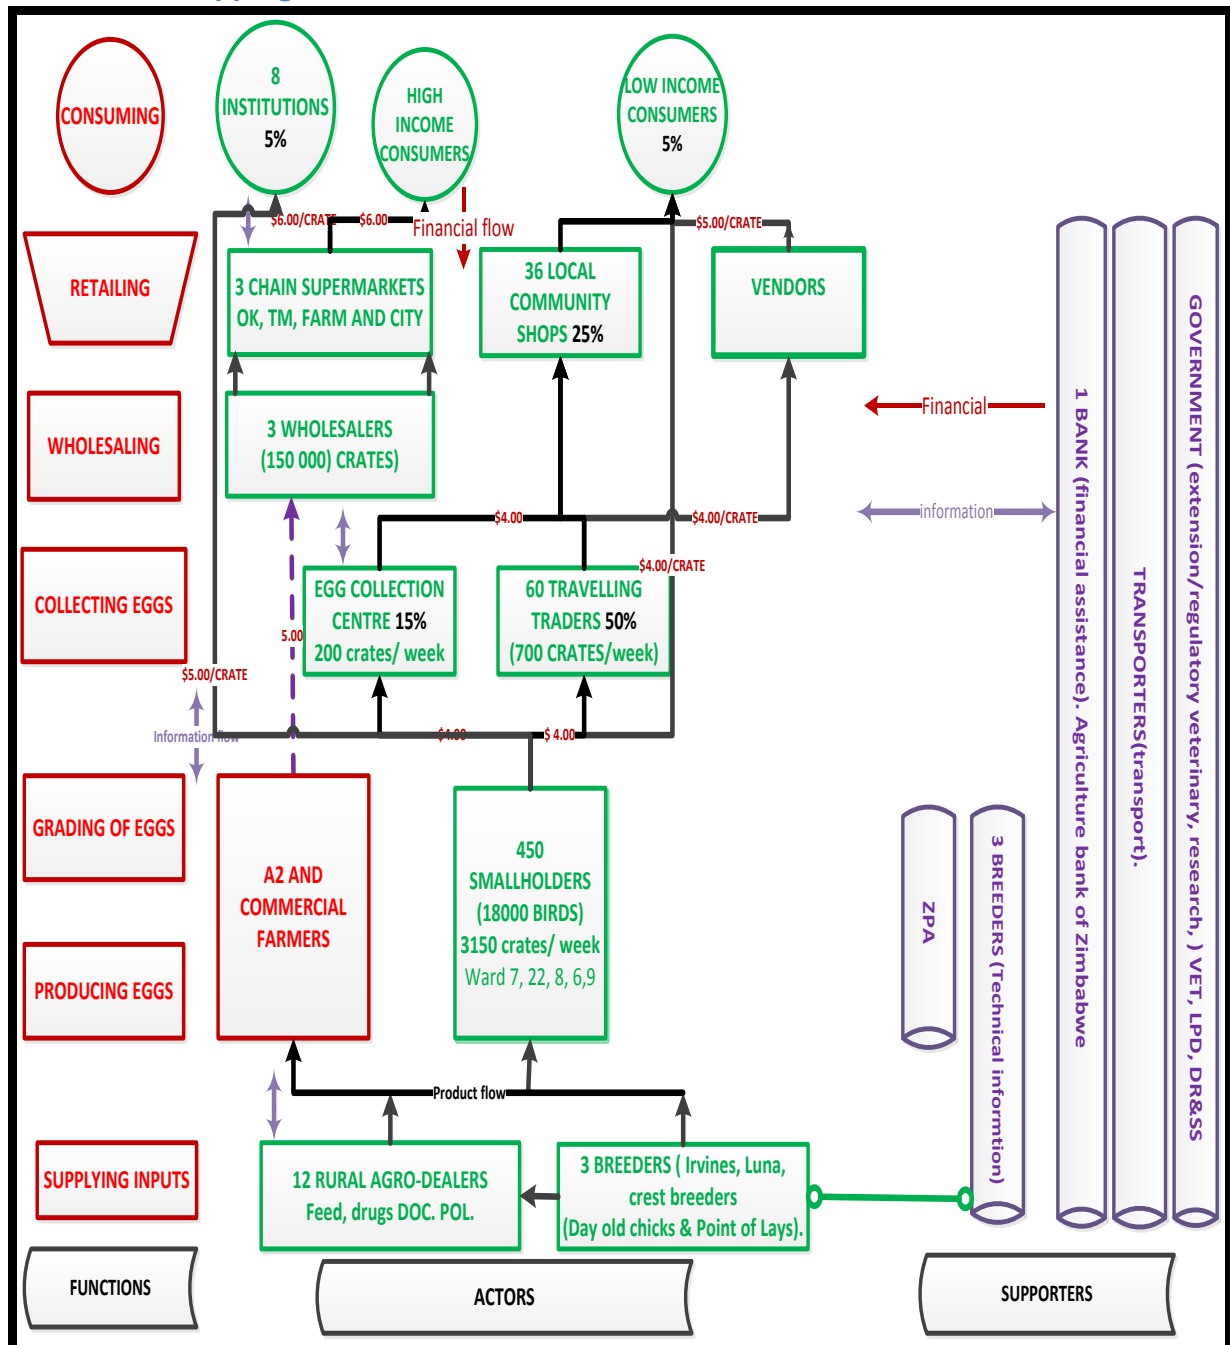 CONSUMING
8
INSTITUTIONS
5%
HIGH
INCOME
CONSUMERS
LOW INCOME
CONSUMERS
5%
$6.00/CRATE
$6.00
Financial flow
$5.00/CRATE
RETAILING
3 CHAIN SUPERMARKETS
OK, TM, FARM AND CITY
36 LOCAL
COMMUNITY
SHOPS 25%
VENDORS
WHOLESALING
3 WHOLESALERS
(150 000) CRATES)
Financial
information
$4.00
$4.00/CRATE
$4.00/CRATE
COLLECTING EGGS
EGG COLLECTION
CENTRE 15%
200 crates/ week
60 TRAVELLING
TRADERS 50%
(700 CRATES/week)
5.00
$5.00/CRATE
Information flow
$4.00
$ 4.00
GRADING OF EGGS
A2 AND
COMMERCIAL
FARMERS
450
SMALLHOLDERS
(18000 BIRDS)
3150 crates/ week
Ward 7, 22, 8, 6,9
PRODUCING EGGS
Product flow
SUPPLYING INPUTS
12 RURAL AGRO-DEALERS
Feed, drugs DOC. POL.
3 BREEDERS ( Irvines, Luna,
crest breeders
(Day old chicks & Point of Lays).
ZPA
3 BREEDERS (Technical informtion)
1 BANK (financial assistance). Agriculture bank of Zimbabwe
TRANSPORTERS(transport).
GOVERNMENT (extension/regulatory veterinary, research, ) VET, LPD, DR&SS
FUNCTIONS
ACTORS
SUPPORTERS